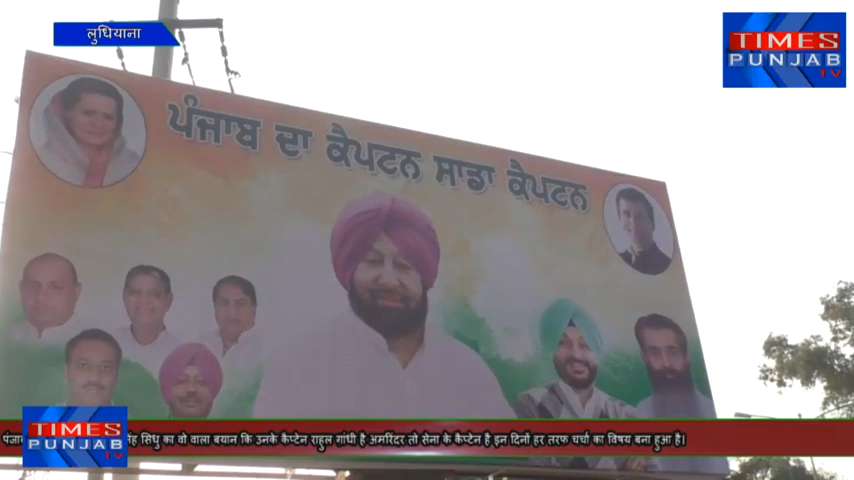 लुधियाना
TIMES
PUNJAB
TV
ਪੰਜਾਬ ਦਾ ਕੈਪਟਨ ਸਾਡਾ ਕੈਪਟਨ
TIMES
PUNJAB
TV
पंजा सिंह सिधु का वो वाला बयान कि उनके कैप्टेन राहुल गांधी है अमरिंदर तो सेना के कैप्टेन है इन दिनों हर तरफ चर्चा का विषय बना हुआ है।